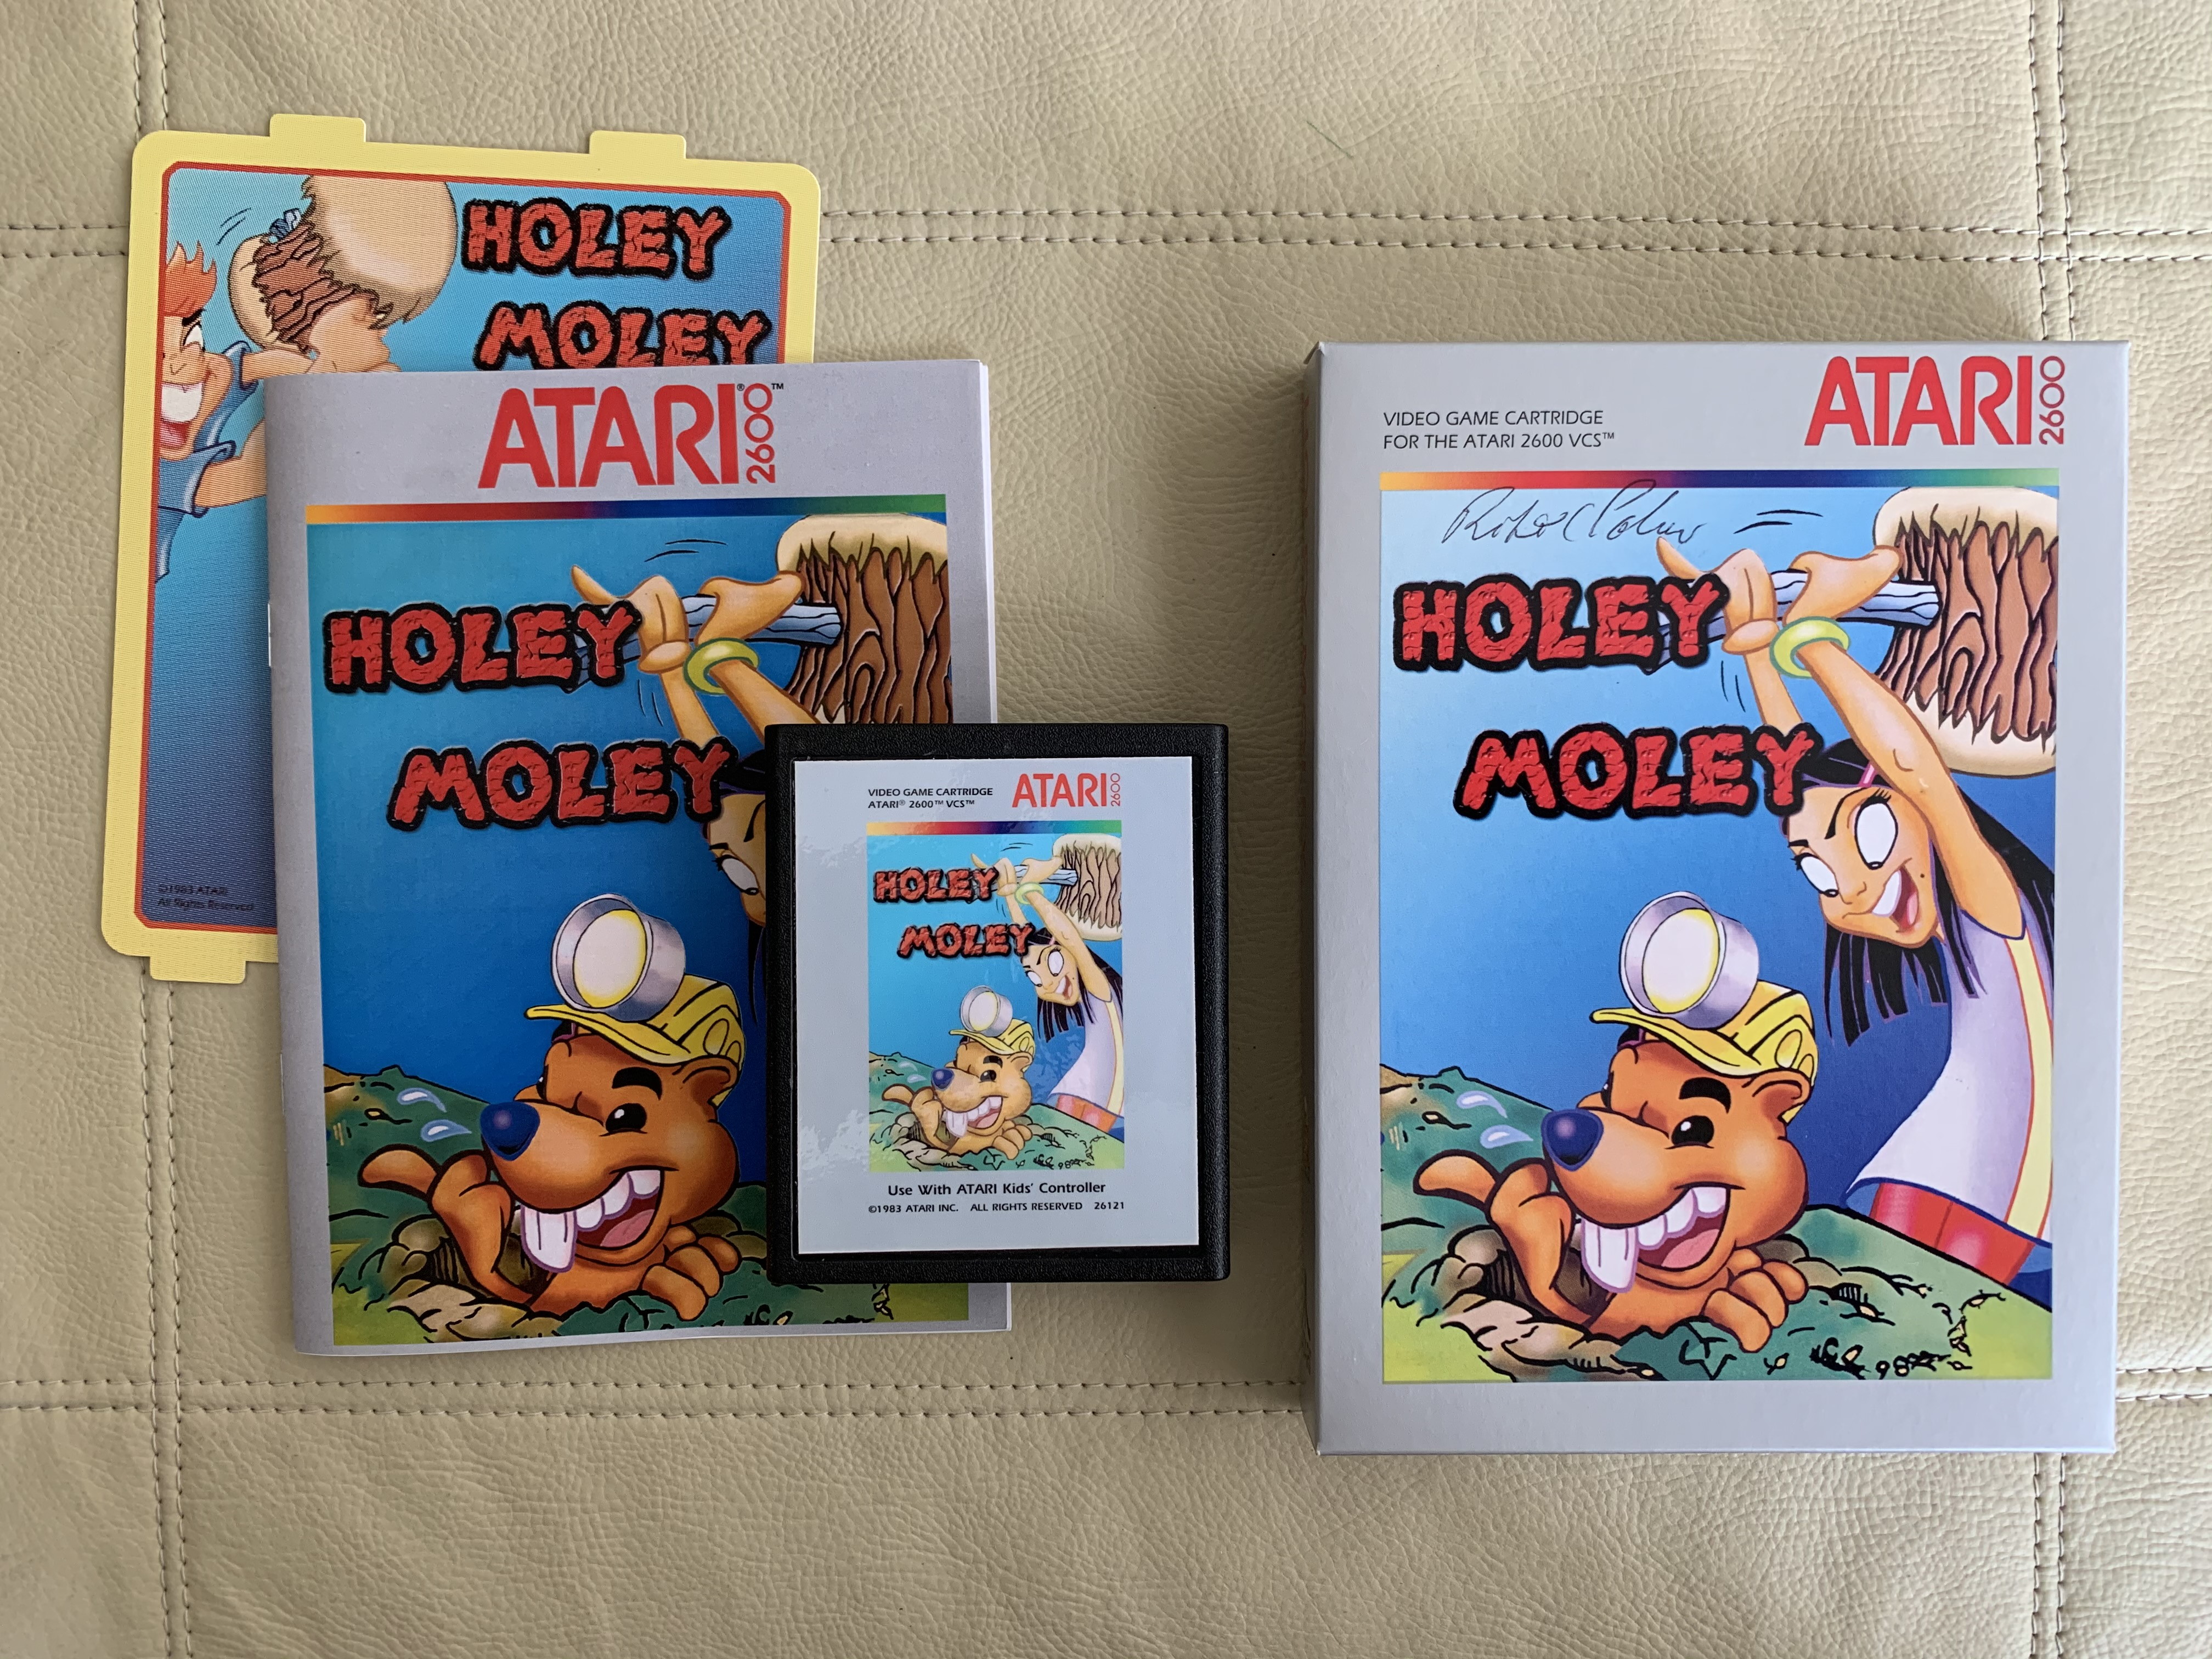 HOLEY
MOLEY
©1983 ATARI
All Rights Reserved
ATARI® 2600™
HOLEY
MOLEY
VIDEO GAME CARTRIDGE
ATARI® 2600™ VCS™
ATARI 2600
HOLEY
MOLEY
Use With ATARI Kids' Controller
©1983 ATARI INC. ALL RIGHTS RESERVED 26121
VIDEO GAME CARTRIDGE
FOR THE ATARI 2600 VCS™
ATARI 2600
HOLEY
MOLEY